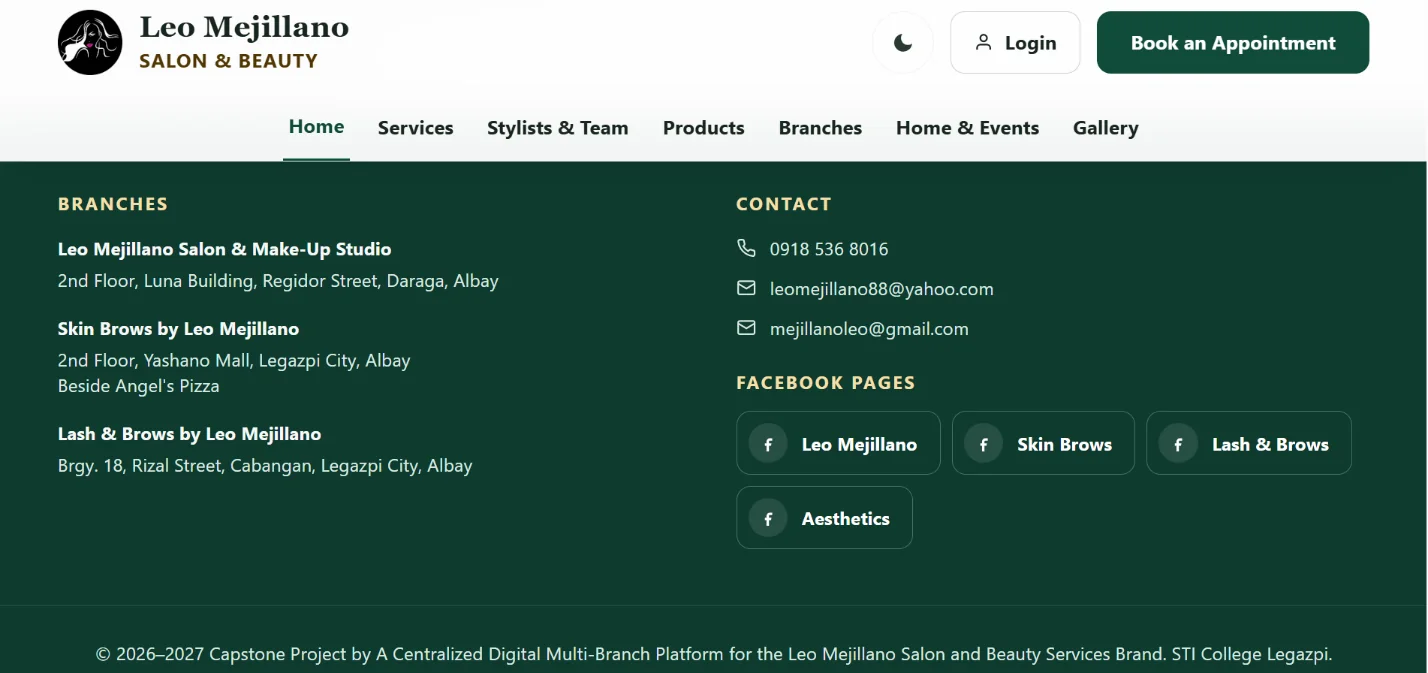 Leo Mejillano
SALON & BEAUTY
Login
Book an Appointment
Home
Services
Stylists & Team
Products
Branches
Home & Events
Gallery
BRANCHES
Leo Mejillano Salon & Make-Up Studio
2nd Floor, Luna Building, Regidor Street, Daraga, Albay
Skin Brows by Leo Mejillano
2nd Floor, Yashano Mall, Legazpi City, Albay
Beside Angel's Pizza
Lash & Brows by Leo Mejillano
Brgy. 18, Rizal Street, Cabangan, Legazpi City, Albay
CONTACT
0918 536 8016
leomejillano88@yahoo.com
mejillanoleo@gmail.com
FACEBOOK PAGES
Leo Mejillano
Skin Brows
Lash & Brows
Aesthetics
© 2026–2027 Capstone Project by A Centralized Digital Multi-Branch Platform for the Leo Mejillano Salon and Beauty Services Brand. STI College Legazpi.